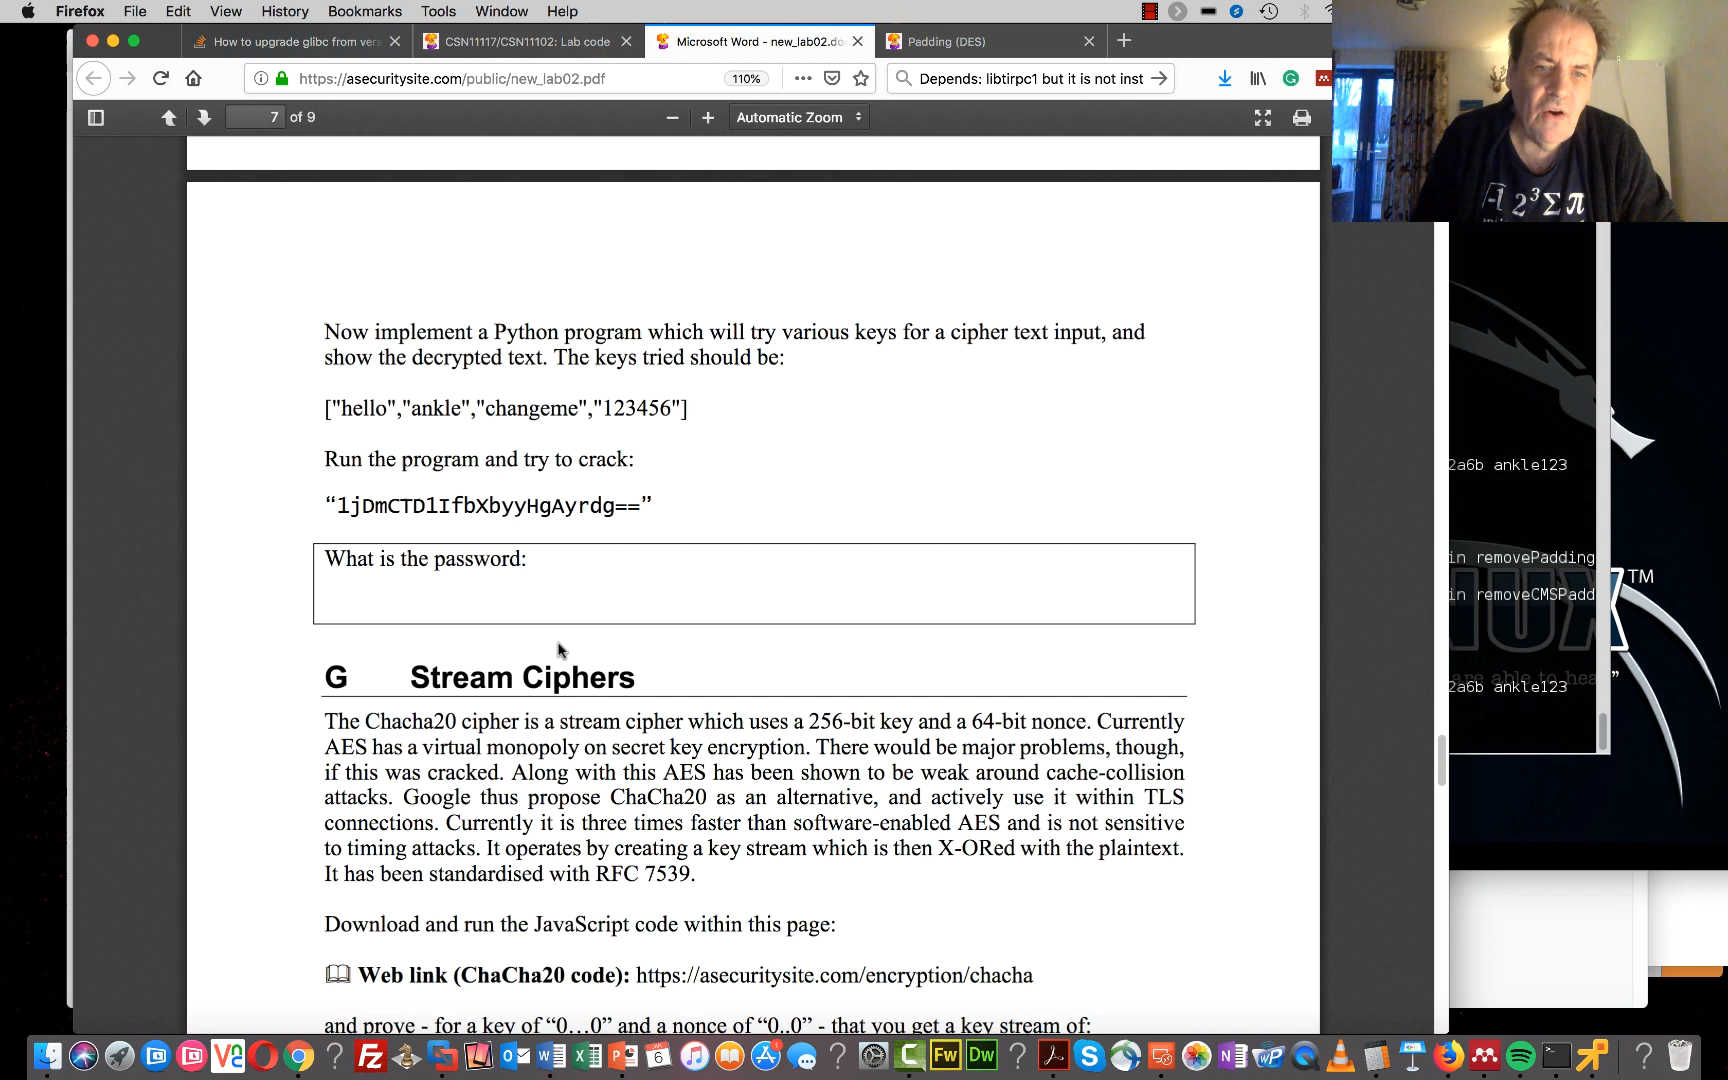 Firefox File Edit View History Bookmarks Tools Window Help
How to upgrade glibc from vers
CSN11117/CSN11102: Lab code
Microsoft Word - new_lab02.do
Padding (DES)
https://asecuritysite.com/public/new_lab02.pdf
110%
Depends: libtirpc1 but it is not inst
7 of 9
Automatic Zoom
Now implement a Python program which will try various keys for a cipher text input, and
show the decrypted text. The keys tried should be:
["hello","ankle","changeme","123456"]
Run the program and try to crack:
“1jDmCTD1IfbXbyyHgAyrdg==”
What is the password:
G Stream Ciphers
The Chacha20 cipher is a stream cipher which uses a 256-bit key and a 64-bit nonce. Currently
AES has a virtual monopoly on secret key encryption. There would be major problems, though,
if this was cracked. Along with this AES has been shown to be weak around cache-collision
attacks. Google thus propose ChaCha20 as an alternative, and actively use it within TLS
connections. Currently it is three times faster than software-enabled AES and is not sensitive
to timing attacks. It operates by creating a key stream which is then X-ORed with the plaintext.
It has been standardised with RFC 7539.
Download and run the JavaScript code within this page:
Web link (ChaCha20 code): https://asecuritysite.com/encryption/chacha
and prove - for a key of “0…0” and a nonce of “0..0” - that you get a key stream of:
√-1 2³ Σ π
2a6b ankle123
in removePadding
in removeCMSPadd
TM
are able to hea ”
2a6b ankle123
Fw Dw